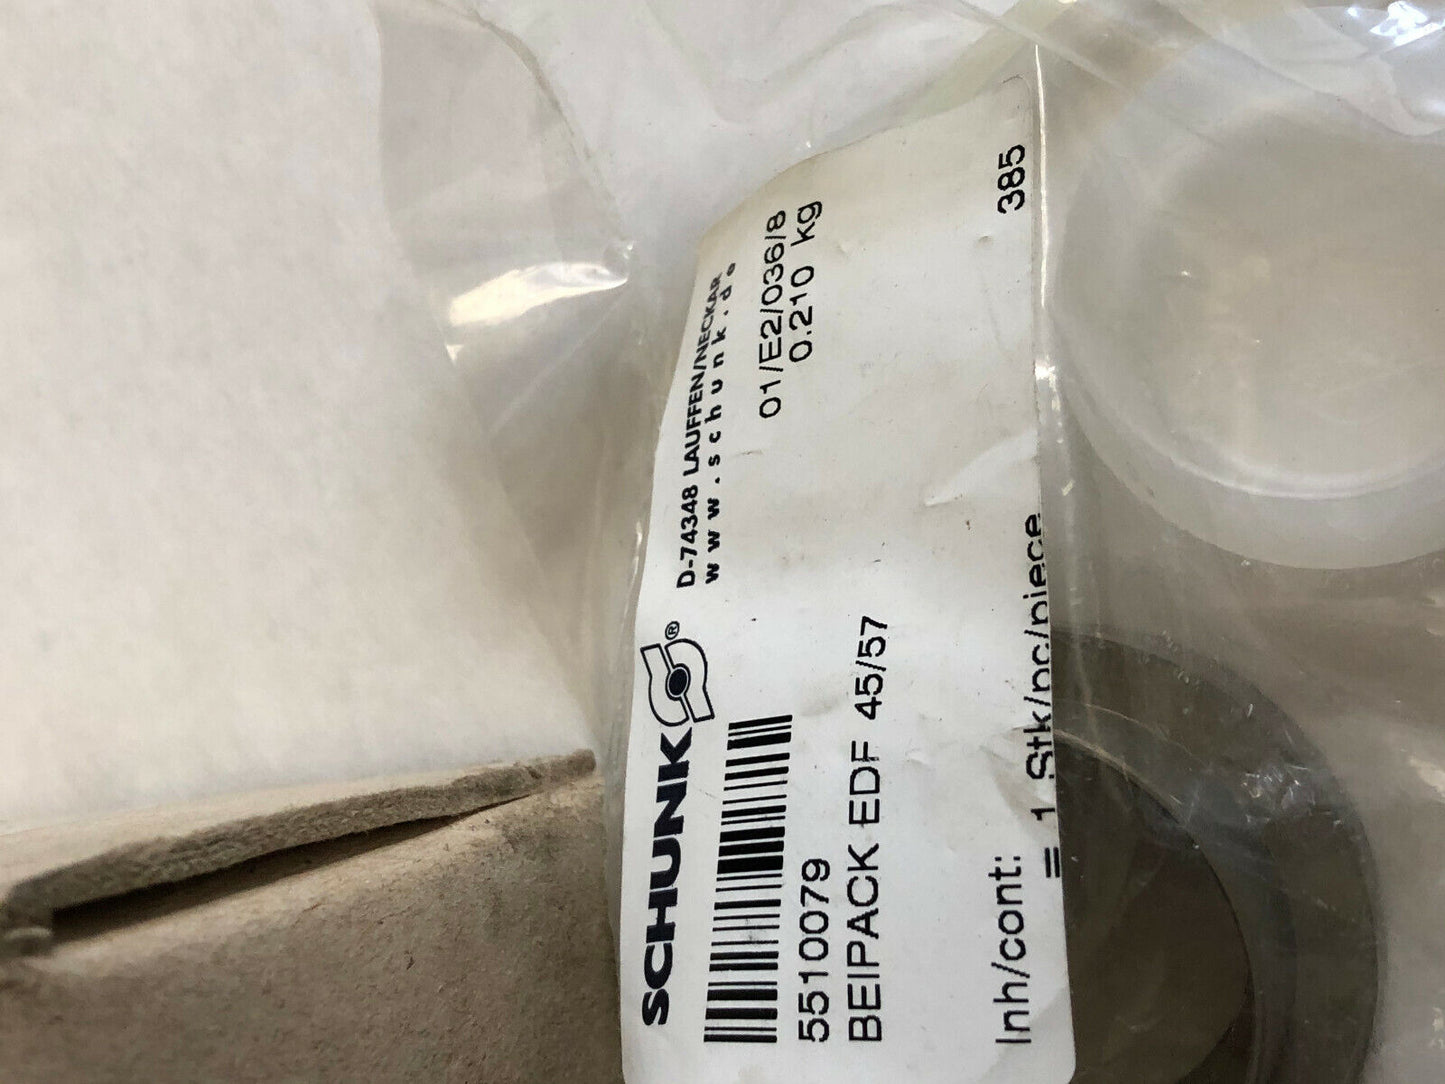 SCHUNK ®
D-74348 LAUFFEN/NECKAR
www.schunk.de
5510079
01/E2/036/8
BEIPACK EDF 45/57
0.210 kg
Inh/cont:
385
= 1 Stk/pc/piece